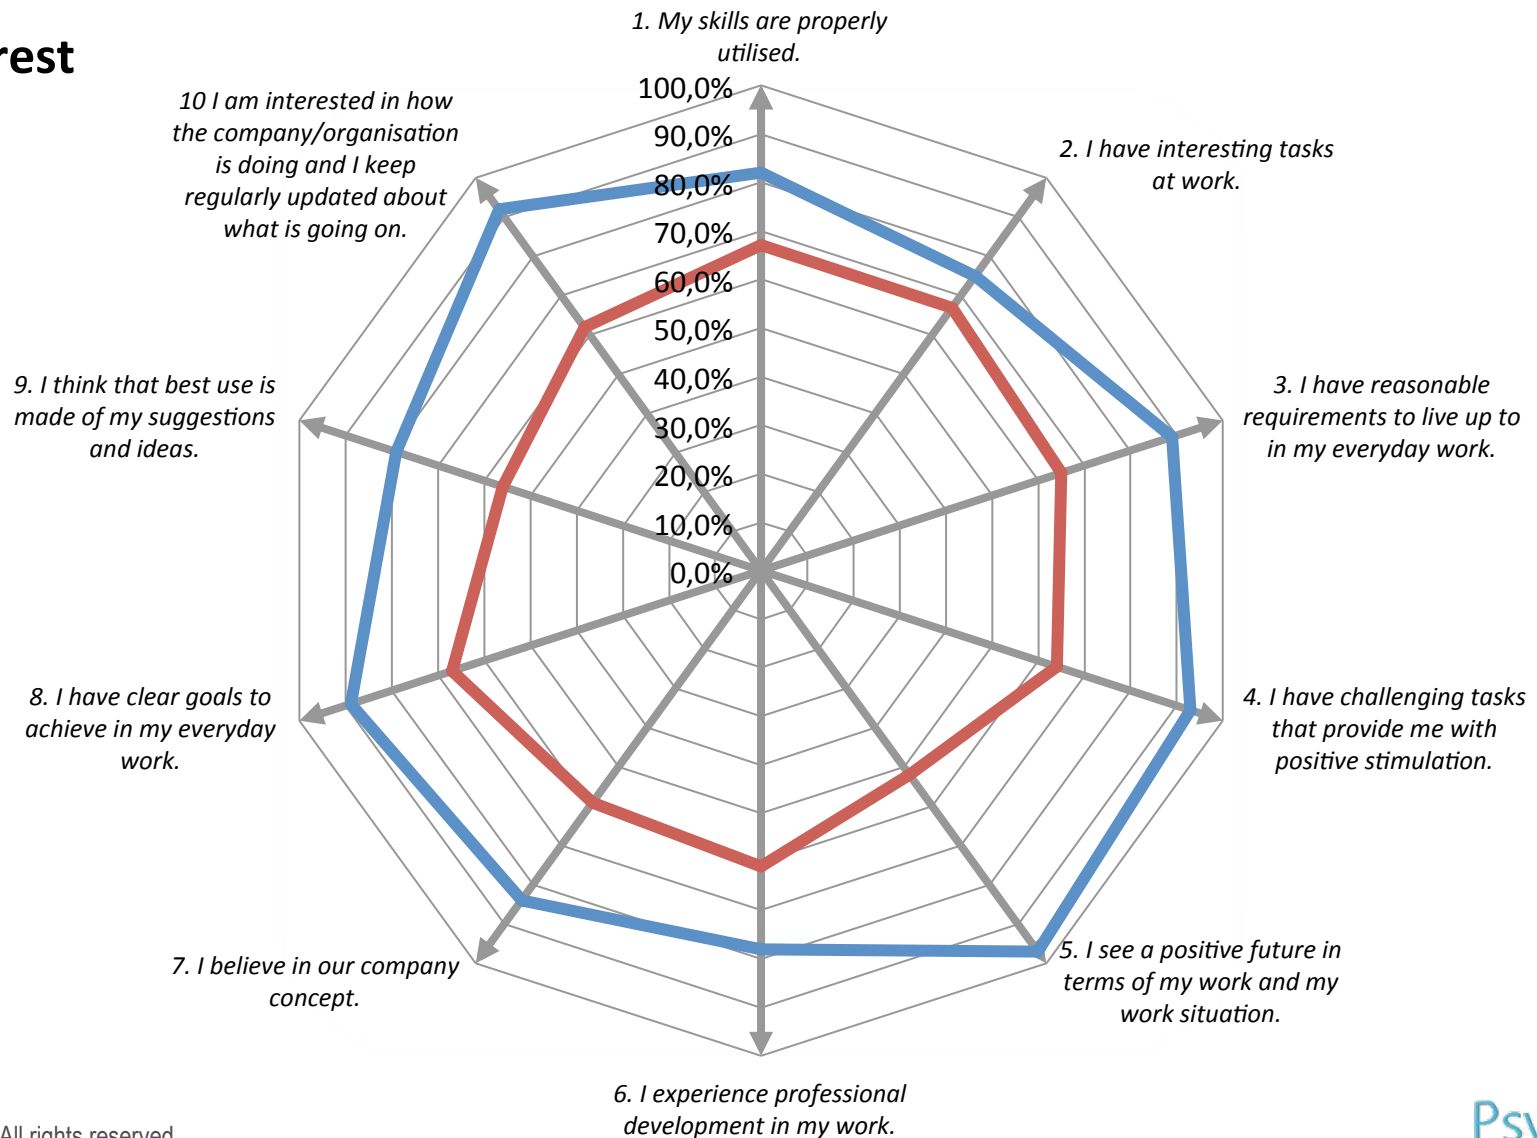 1. My skills are properly
utilised.
100,0%
90,0%
80,0%
70,0%
60,0%
50,0%
40,0%
30,0%
20,0%
10,0%
0,0%
2. I have interesting tasks
at work.
3. I have reasonable
requirements to live up to
in my everyday work.
4. I have challenging tasks
that provide me with
positive stimulation.
5. I see a positive future in
terms of my work and my
work situation.
6. I experience professional
development in my work.
7. I believe in our company
concept.
8. I have clear goals to
achieve in my everyday
work.
9. I think that best use is
made of my suggestions
and ideas.
10 I am interested in how
the company/organisation
is doing and I keep
regularly updated about
what is going on.
All rights reserved